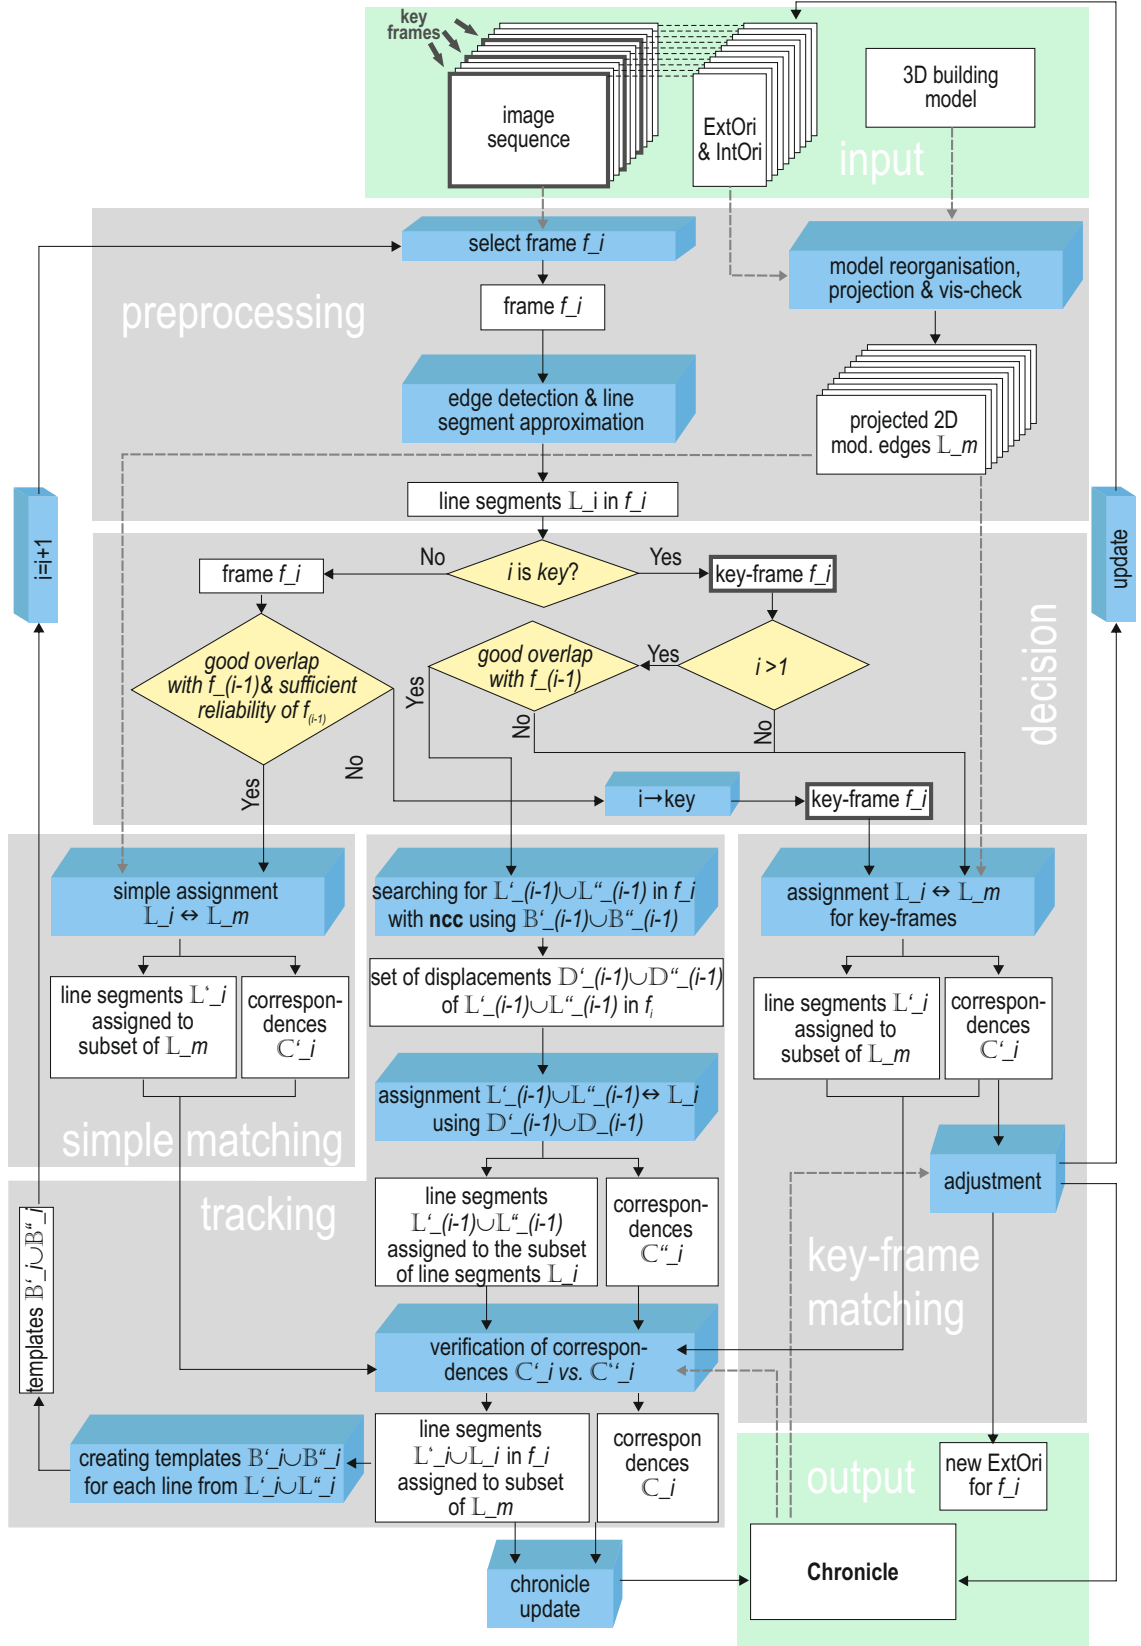 key
frames
image
sequence
ExtOri
& IntOri
3D building
model
input
select frame f_i
model reorganisation,
projection & vis-check
preprocessing
frame f_i
edge detection & line
segment approximation
projected 2D
mod. edges 𝕃_m
line segments 𝕃_i in f_i
i=i+1
update
No
Yes
i is key?
frame f_i
key-frame f_i
decision
good overlap
with f_(i-1)& sufficient
reliability of f_(i-1)
good overlap
with f_(i-1)
Yes
i >1
Yes
No
No
No
Yes
i→key
key-frame f_i
simple assignment
𝕃_i ↔ 𝕃_m
searching for 𝕃‘_(i-1)∪𝕃“_(i-1) in f_i
with ncc using 𝔹‘_(i-1)∪𝔹“_(i-1)
assignment 𝕃_i ↔ 𝕃_m
for key-frames
line segments 𝕃‘_i
assigned to
subset of 𝕃_m
correspon-
dences
ℂ‘_i
set of displacements 𝔻‘_(i-1)∪𝔻“_(i-1)
of 𝕃‘_(i-1)∪𝕃“_(i-1) in f_i
line segments 𝕃‘_i
assigned to
subset of 𝕃_m
correspon-
dences
ℂ‘_i
assignment 𝕃‘_(i-1)∪𝕃“_(i-1)↔ 𝕃_i
using 𝔻‘_(i-1)∪𝔻_(i-1)
simple matching
tracking
adjustment
key-frame
matching
line segments
𝕃‘_(i-1)∪𝕃“_(i-1)
assigned to the subset
of line segments 𝕃_i
correspon-
dences
ℂ“_i
templates 𝔹‘_i∪𝔹“_i
verification of correspon-
dences ℂ‘_i vs. ℂ‘‘_i
creating templates 𝔹‘_i∪𝔹“_i
for each line from 𝕃‘_i∪𝕃“_i
line segments
𝕃‘_i∪𝕃_i in f_i
assigned to subset
of 𝕃_m
correspon
dences
ℂ_i
output
new ExtOri
for f_i
Chronicle
chronicle
update